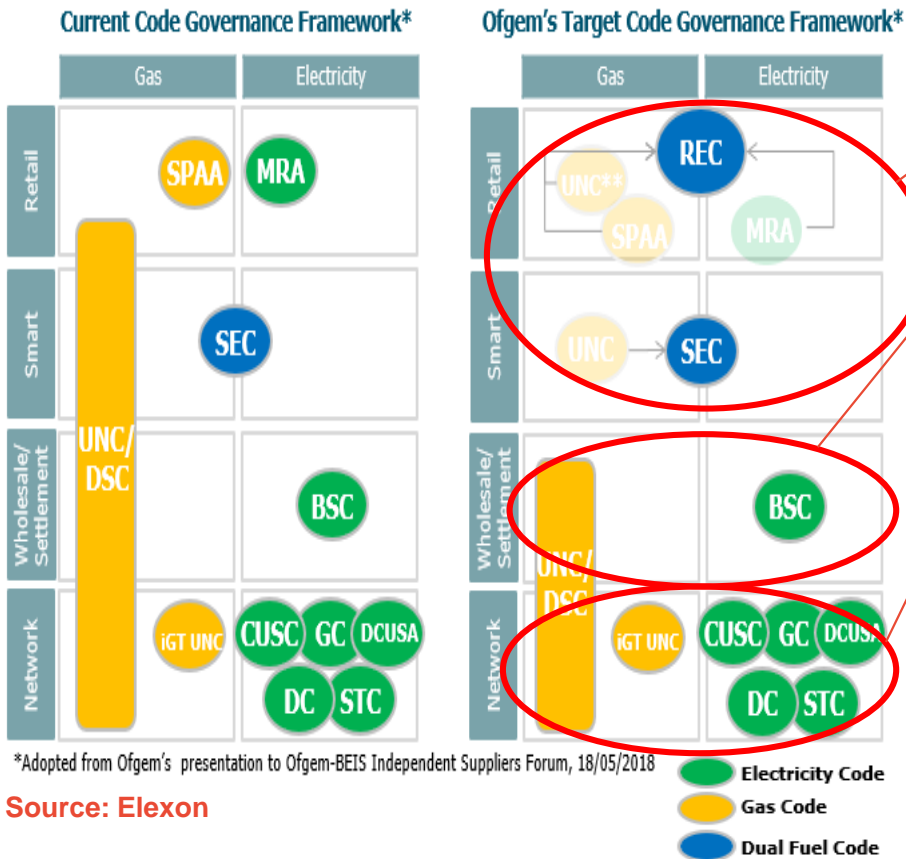 Current Code Governance Framework*
Gas
Electricity
Retail
SPAA
MRA
Smart
SEC
UNC/
DSC
Wholesale/
Settlement
BSC
Network
iGT UNC
CUSC
GC
DCUSA
DC
STC
Ofgem's Target Code Governance Framework*
Gas
Electricity
Retail
REC
UNC**
SPAA
MRA
Smart
UNC
SEC
Wholesale/
Settlement
BSC
UNC/
DSC
Network
iGT UNC
CUSC
GC
DCUSA
DC
STC
*Adopted from Ofgem's presentation to Ofgem-BEIS Independent Suppliers Forum, 18/05/2018
Source: Elexon
Electricity Code
Gas Code
Dual Fuel Code